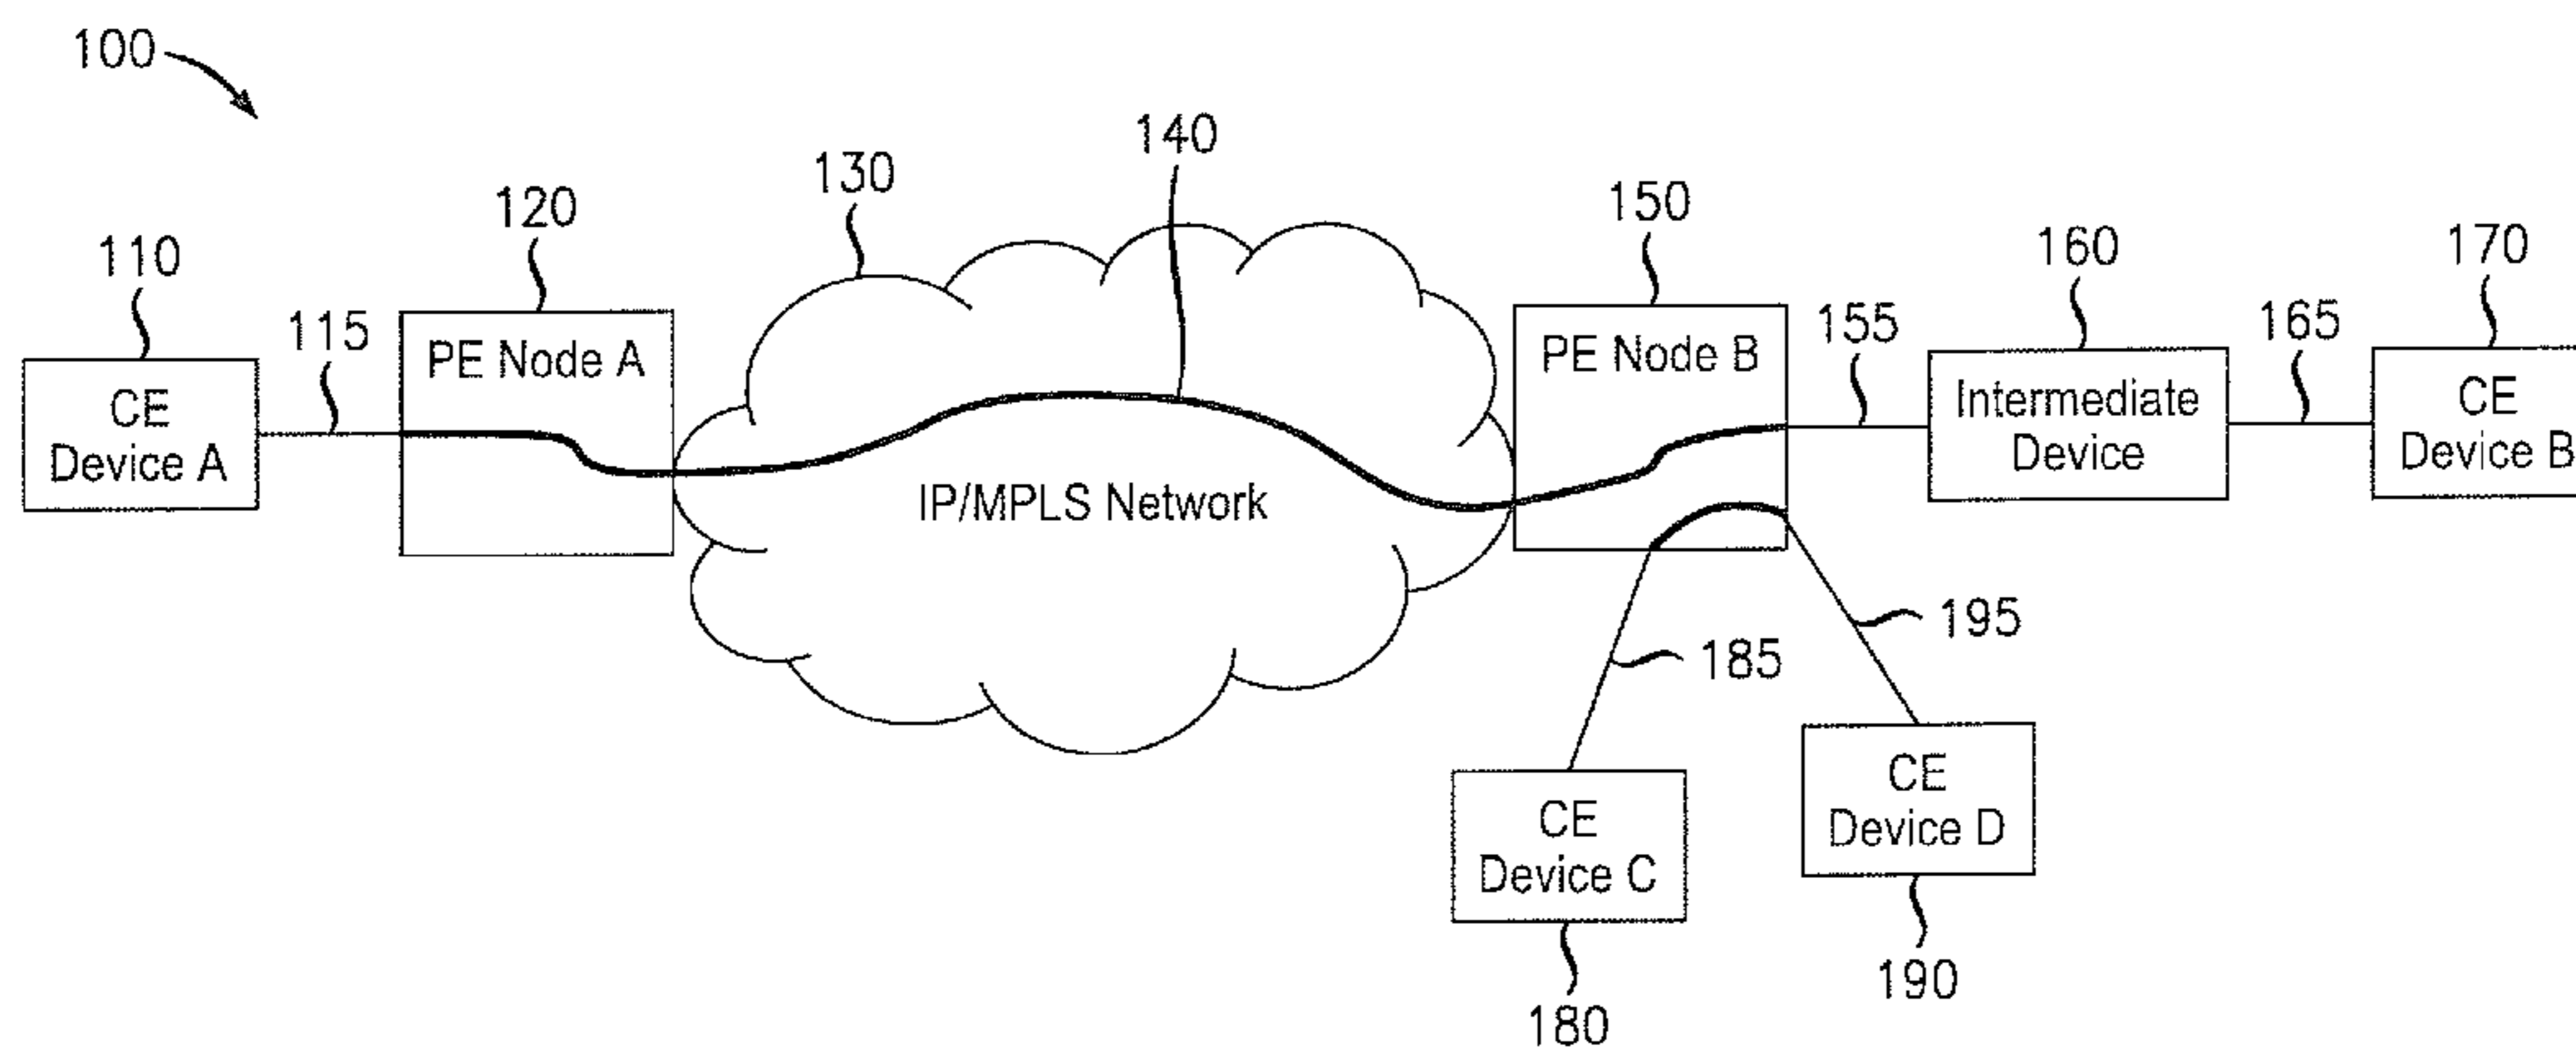 100
140
130
150
120
160
170
110
155
165
115
PE Node A
PE Node B
CE
Device A
Intermediate
Device
CE
Device B
IP/MPLS Network
195
185
CE
Device D
CE
Device C
190
180